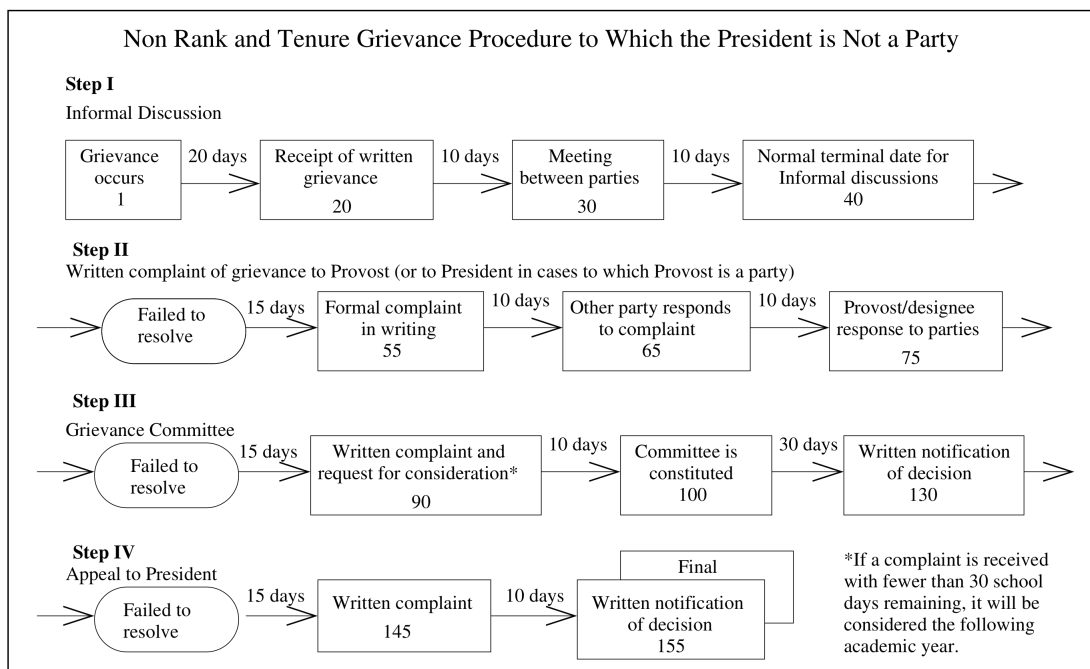 Non Rank and Tenure Grievance Procedure to Which the President is Not a Party
Step I
Informal Discussion
Grievance
occurs
1
20 days
Receipt of written
grievance
20
10 days
Meeting
between parties
30
10 days
Normal terminal date for
Informal discussions
40
Step II
Written complaint of grievance to Provost (or to President in cases to which Provost is a party)
Failed to
resolve
15 days
Formal complaint
in writing
55
10 days
Other party responds
to complaint
65
10 days
Provost/designee
response to parties
75
Step III
Grievance Committee
Failed to
resolve
15 days
Written complaint and
request for consideration*
90
10 days
Committee is
constituted
100
30 days
Written notification
of decision
130
Step IV
Appeal to President
Failed to
resolve
15 days
Written complaint
145
10 days
Final
Written notification
of decision
155
*If a complaint is received
with fewer than 30 school
days remaining, it will be
considered the following
academic year.